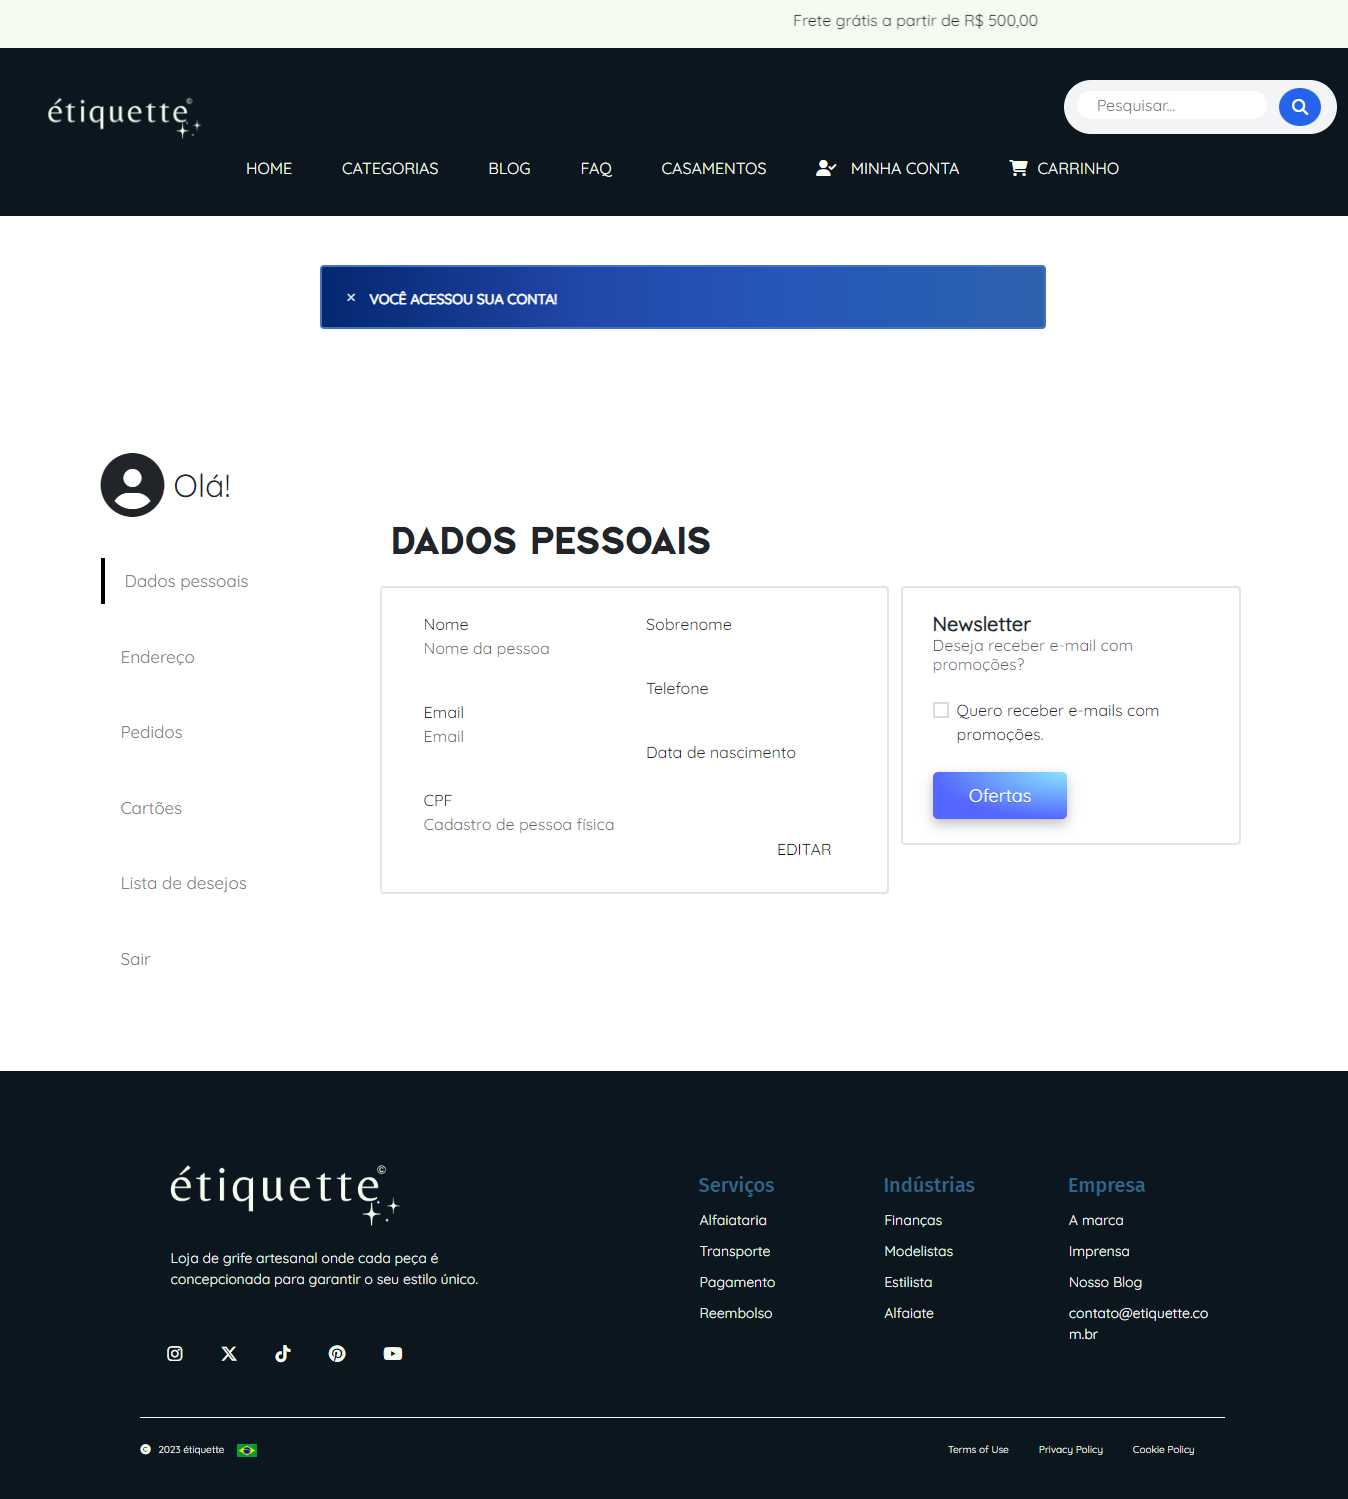 Frete grátis a partir de R$ 500,00
étiquette©
Pesquisar...
HOME CATEGORIAS BLOG FAQ CASAMENTOS MINHA CONTA CARRINHO
× VOCÊ ACESSOU SUA CONTA!
Olá!
Dados pessoais
Endereço
Pedidos
Cartões
Lista de desejos
Sair
DADOS PESSOAIS
Nome
Nome da pessoa
Email
Email
CPF
Cadastro de pessoa física
Sobrenome
Telefone
Data de nascimento
EDITAR
Newsletter
Deseja receber e-mail com
promoções?
Quero receber e-mails com
promoções.
Ofertas
étiquette©
Loja de grife artesanal onde cada peça é
concepcionada para garantir o seu estilo único.
Serviços
Alfaiataria
Transporte
Pagamento
Reembolso
Indústrias
Finanças
Modelistas
Estilista
Alfaiate
Empresa
A marca
Imprensa
Nosso Blog
contato@etiquette.co
m.br
© 2023 étiquette
Terms of Use Privacy Policy Cookie Policy